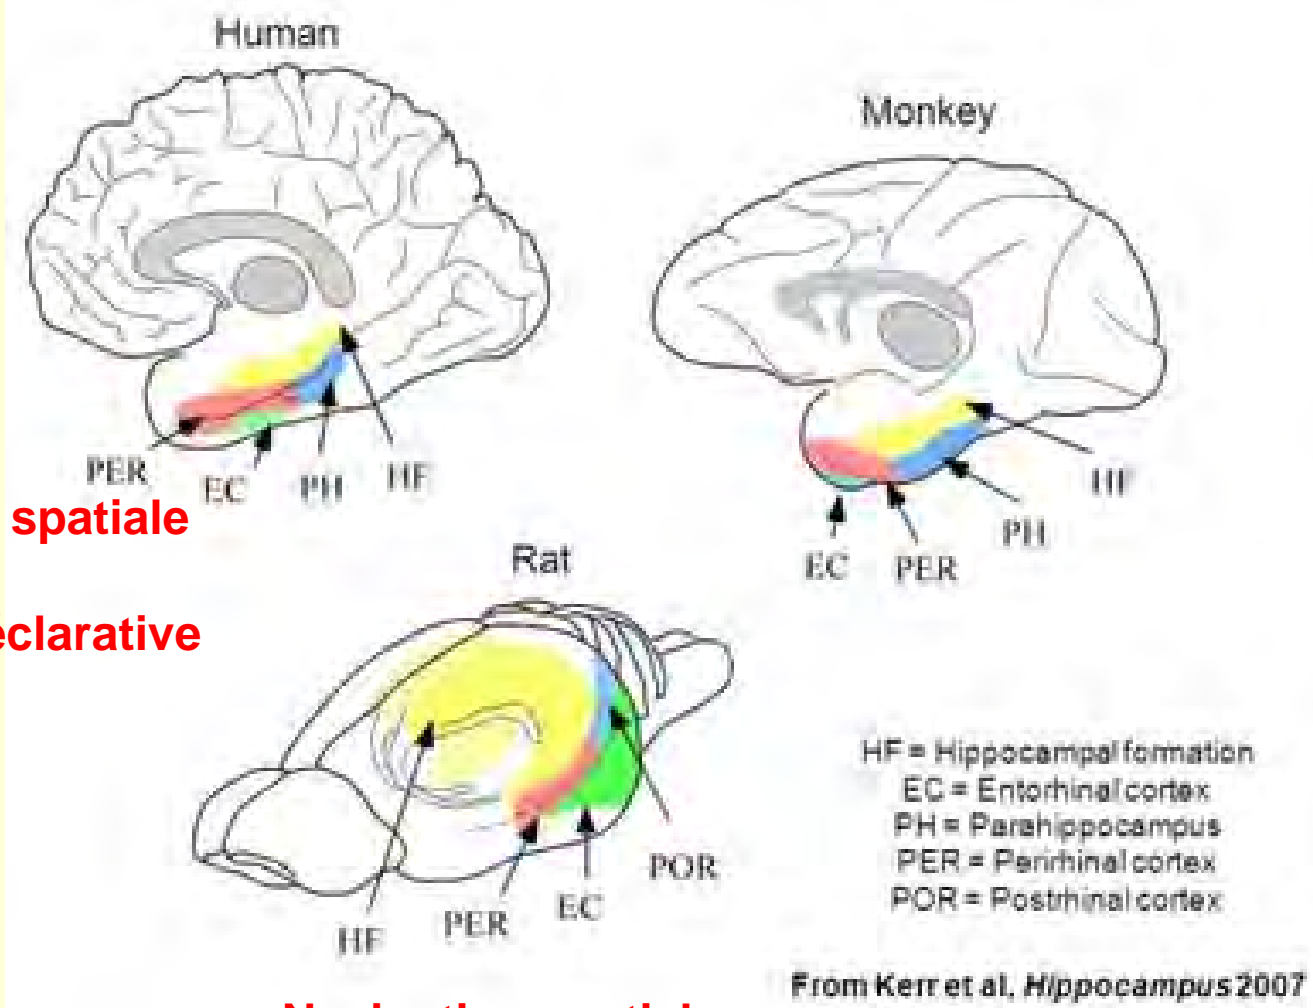 Human
Monkey
PER
EC
PH
HF
spatiale
HF
PH
EC
PER
Rat
eclarative
HF = Hippocampal formation
EC = Entorhinal cortex
PH = Parahippocampus
PER = Perirhinal cortex
POR = Postrhinal cortex
POR
EC
PER
HF
From Kerr et al, Hippocampus 2007